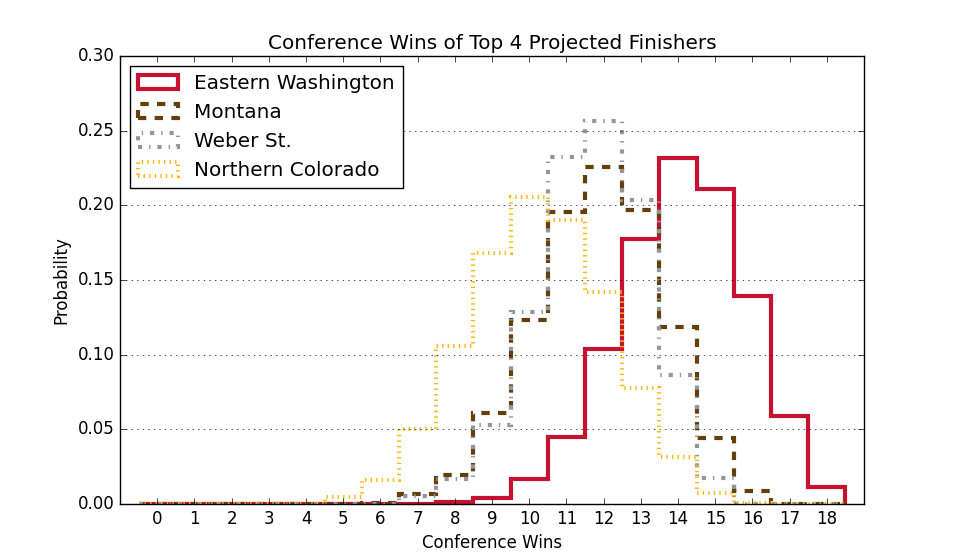 Conference Wins of Top 4 Projected Finishers
0.30
0.25
0.20
0.15
0.10
0.05
0.00
Probability
Eastern Washington
Montana
Weber St.
Northern Colorado
0 1 2 3 4 5 6 7 8 9 10 11 12 13 14 15 16 17 18
Conference Wins